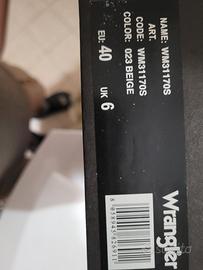 ART.
NAME: WM31170S
CODE: WM31170S
COLOR: 023 BEIGE
EU: 40
UK 6
Wrangler